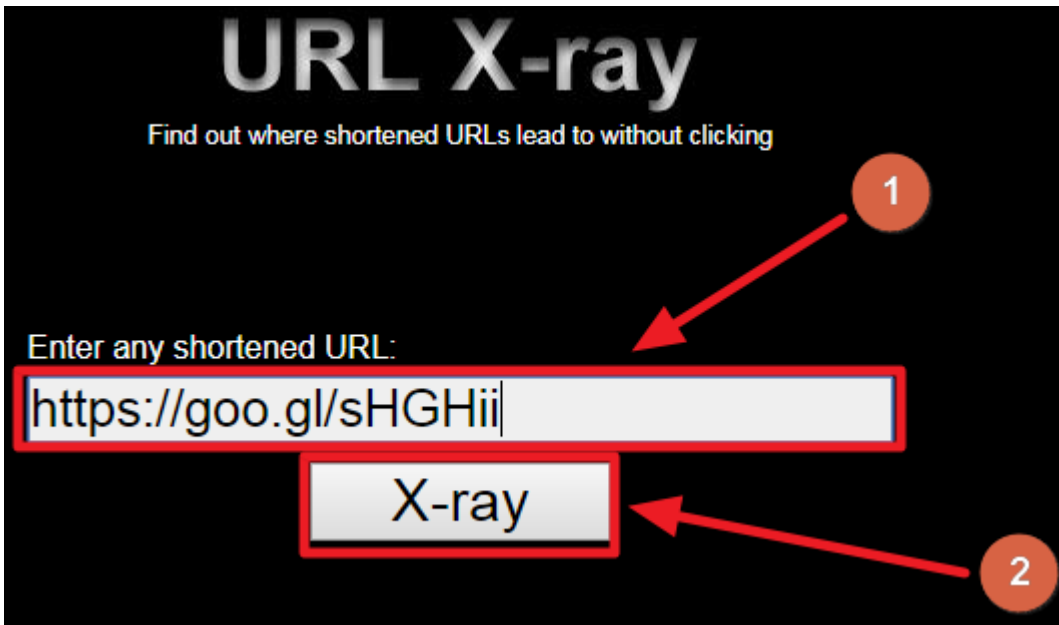 URL X-ray
Find out where shortened URLs lead to without clicking
1
Enter any shortened URL:
https://goo.gl/sHGHii
X-ray
2